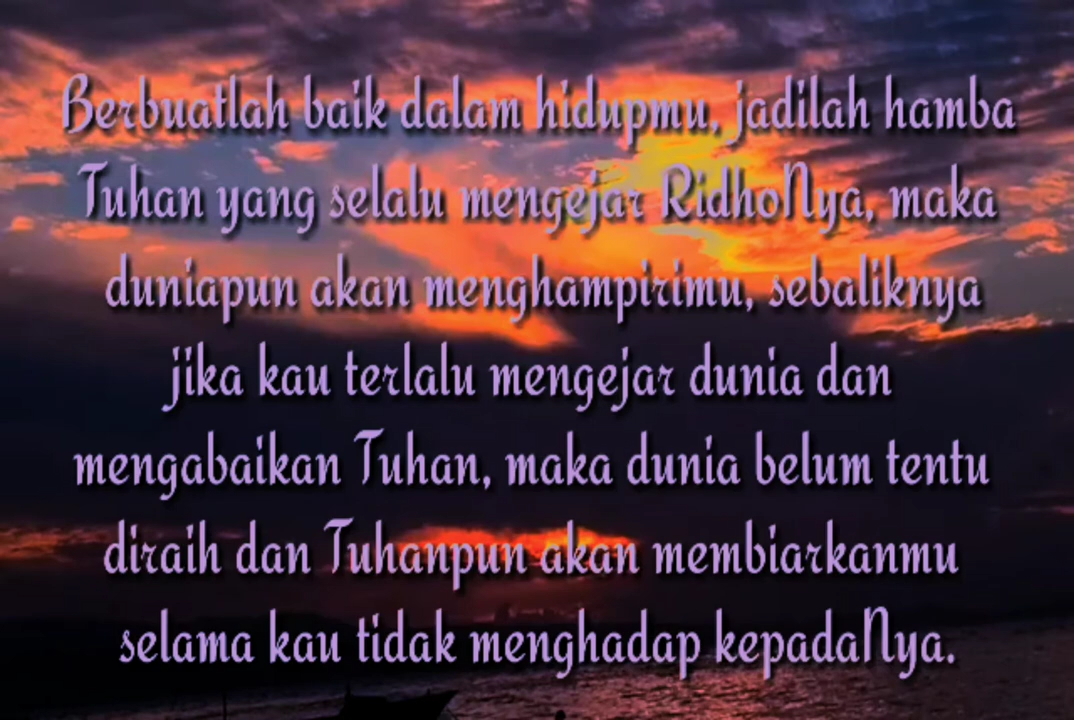 Berbuatlah baik dalam hidupmu, jadilah hamba
Tuhan yang selalu mengejar RidhoNya, maka
duniapun akan menghampirimu, sebaliknya
jika kau terlalu mengejar dunia dan
mengabaikan Tuhan, maka dunia belum tentu
diraih dan Tuhanpun akan membiarkanmu
selama kau tidak menghadap kepadaNya.